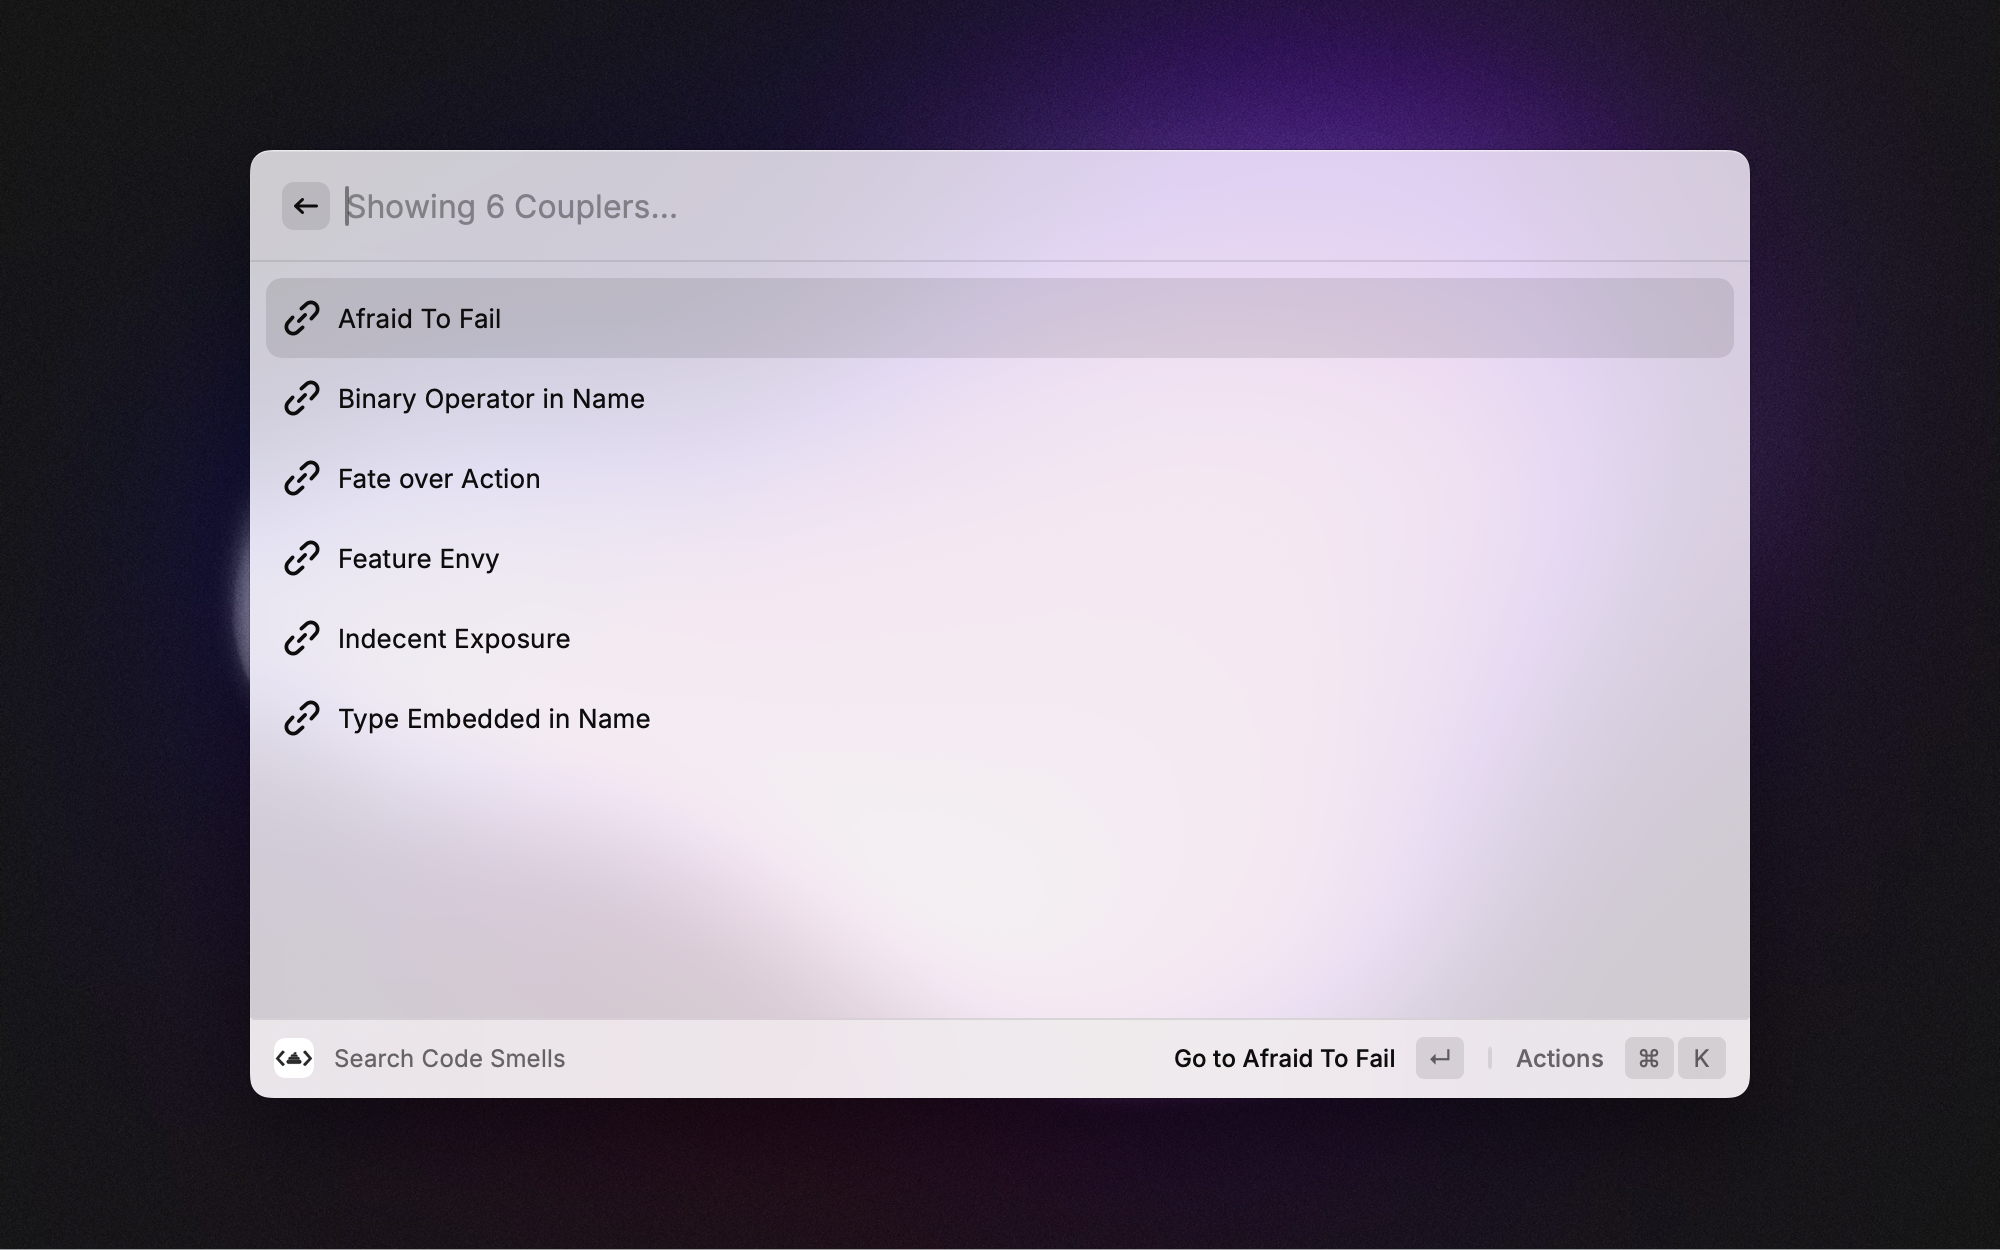 Showing 6 Couplers...
Afraid To Fail
Binary Operator in Name
Fate over Action
Feature Envy
Indecent Exposure
Type Embedded in Name
Search Code Smells Go to Afraid To Fail ↵ Actions ⌘ K